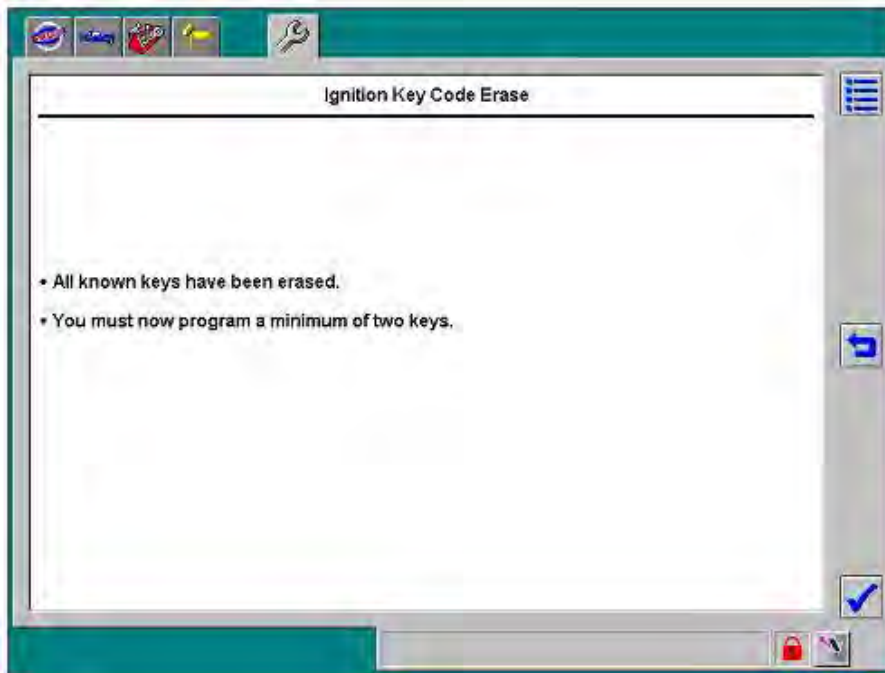 Ignition Key Code Erase
• All known keys have been erased.
• You must now program a minimum of two keys.